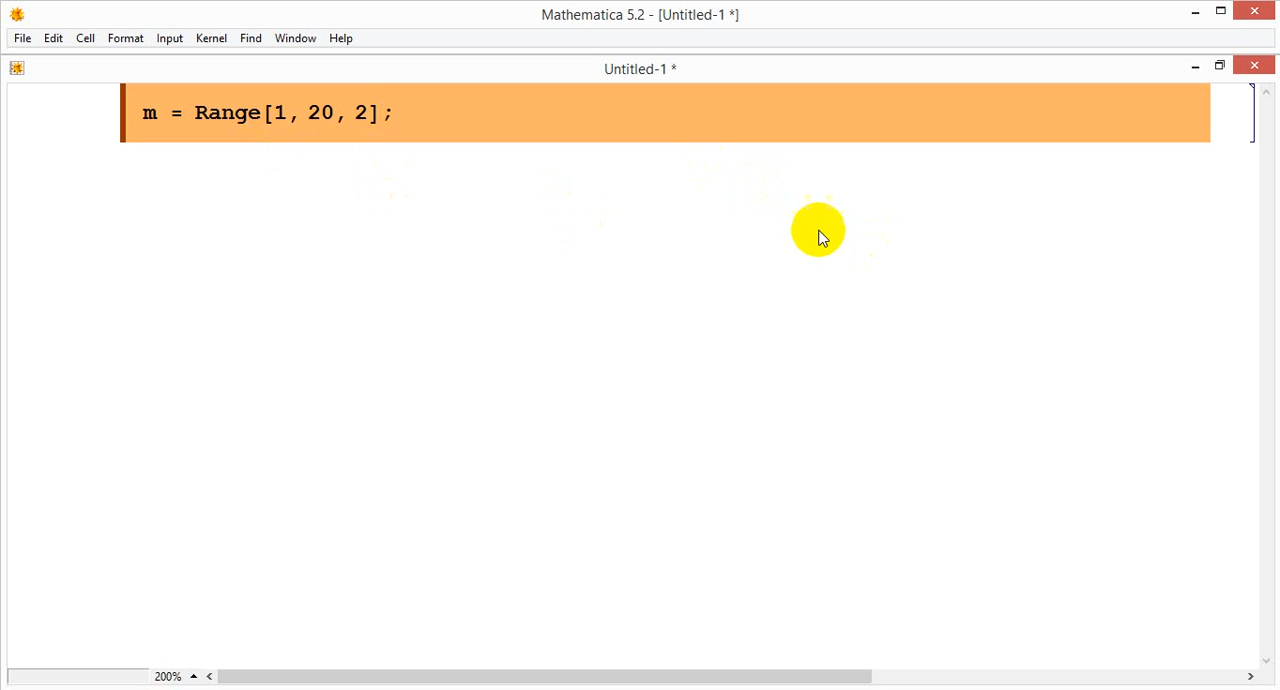 Mathematica 5.2 - [Untitled-1 *]
File Edit Cell Format Input Kernel Find Window Help
Untitled-1 *
m = Range[1, 20, 2];
200%